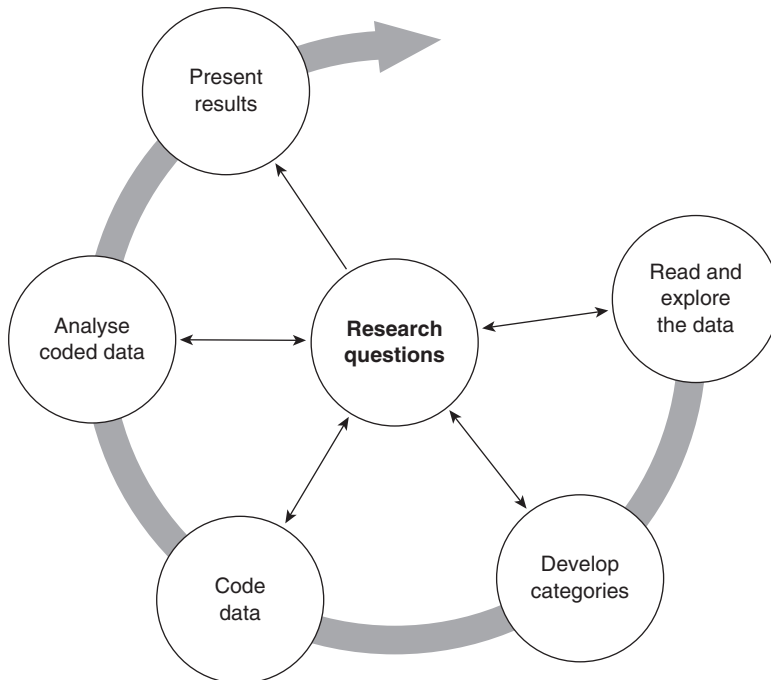 Present
results
Read and
explore
the data
Analyse
coded data
Research
questions
Develop
categories
Code
data